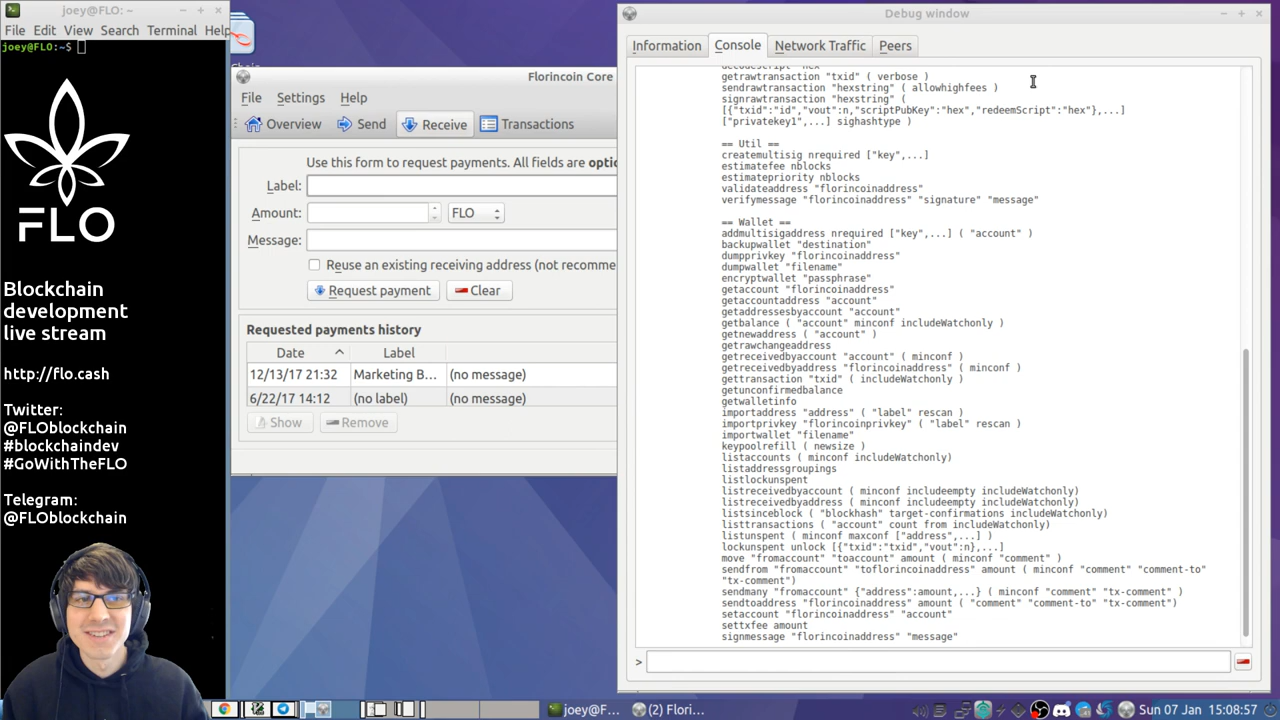 joey@FLO:~
File Edit View Search Terminal Help
joey@FLO:~$
FLO
Blockchain
development
live stream
http://flo.cash
Twitter:
@FLOblockchain
#blockchaindev
#GoWithTheFLO
Telegram:
@FLOblockchain
Florincoin Core
File Settings Help
Overview Send Receive Transactions
Use this form to request payments. All fields are optio
Label:
Amount: FLO
Message:
Reuse an existing receiving address (not recomme
Request payment Clear
Requested payments history
Date Label
12/13/17 21:32 Marketing B... (no message)
6/22/17 14:12 (no label) (no message)
Show Remove
Debug window
Information Console Network Traffic Peers
decodescript "hex"
getrawtransaction "txid" ( verbose )
sendrawtransaction "hexstring" ( allowhighfees )
signrawtransaction "hexstring" (
[{"txid":"id","vout":n,"scriptPubKey":"hex","redeemScript":"hex"},...]
["privatekey1",...] sighashtype )
== Util ==
createmultisig nrequired ["key",...]
estimatefee nblocks
estimatepriority nblocks
validateaddress "florincoinaddress"
verifymessage "florincoinaddress" "signature" "message"
== Wallet ==
addmultisigaddress nrequired ["key",...] ( "account" )
backupwallet "destination"
dumpprivkey "florincoinaddress"
dumpwallet "filename"
encryptwallet "passphrase"
getaccount "florincoinaddress"
getaccountaddress "account"
getaddressesbyaccount "account"
getbalance ( "account" minconf includeWatchonly )
getnewaddress ( "account" )
getrawchangeaddress
getreceivedbyaccount "account" ( minconf )
getreceivedbyaddress "florincoinaddress" ( minconf )
gettransaction "txid" ( includeWatchonly )
getunconfirmedbalance
getwalletinfo
importaddress "address" ( "label" rescan )
importprivkey "florincoinprivkey" ( "label" rescan )
importwallet "filename"
keypoolrefill ( newsize )
listaccounts ( minconf includeWatchonly)
listaddressgroupings
listlockunspent
listreceivedbyaccount ( minconf includeempty includeWatchonly)
listreceivedbyaddress ( minconf includeempty includeWatchonly)
listsinceblock ( "blockhash" target-confirmations includeWatchonly)
listtransactions ( "account" count from includeWatchonly)
listunspent ( minconf maxconf ["address",...] )
lockunspent unlock [{"txid":"txid","vout":n},...]
move "fromaccount" "toaccount" amount ( minconf "comment" )
sendfrom "fromaccount" "toflorincoinaddress" amount ( minconf "comment" "comment-to"
"tx-comment")
sendmany "fromaccount" {"address":amount,...} ( minconf "comment" "tx-comment" )
sendtoaddress "florincoinaddress" amount ( "comment" "comment-to" "tx-comment")
setaccount "florincoinaddress" "account"
settxfee amount
signmessage "florincoinaddress" "message"
>
joey@F... (2) Flori... Sun 07 Jan 15:08:57